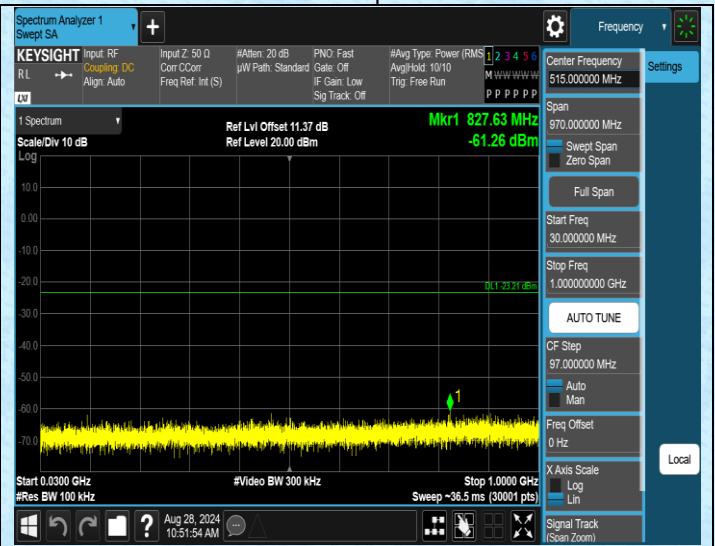 Spectrum Analyzer 1
Swept SA
+
Frequency
KEYSIGHT
RL
LXI
Input: RF
Coupling: DC
Align: Auto
Input Z: 50 Ω
Corr CCorr
Freq Ref: Int (S)
#Atten: 20 dB
µW Path: Standard
PNO: Fast
Gate: Off
IF Gain: Low
Sig Track: Off
#Avg Type: Power (RMS
Avg|Hold: 10/10
Trig: Free Run
1 2 3 4 5 6
M W W W W W
P P P P P P
Center Frequency
515.000000 MHz
Settings
Span
970.000000 MHz
Swept Span
Zero Span
Full Span
Start Freq
30.000000 MHz
Stop Freq
1.000000000 GHz
AUTO TUNE
CF Step
97.000000 MHz
Auto
Man
Freq Offset
0 Hz
X Axis Scale
Log
Lin
Signal Track
(Span Zoom)
Local
1 Spectrum
Scale/Div 10 dB
Log
Ref Lvl Offset 11.37 dB
Ref Level 20.00 dBm
Mkr1 827.63 MHz
-61.26 dBm
10.0
0.00
-10.0
-20.0
DL1 -23.21 dBm
-30.0
-40.0
-50.0
1
-60.0
-70.0
Start 0.0300 GHz
#Video BW 300 kHz
Stop 1.0000 GHz
#Res BW 100 kHz
Sweep ~36.5 ms (30001 pts)
?
Aug 28, 2024
10:51:54 AM